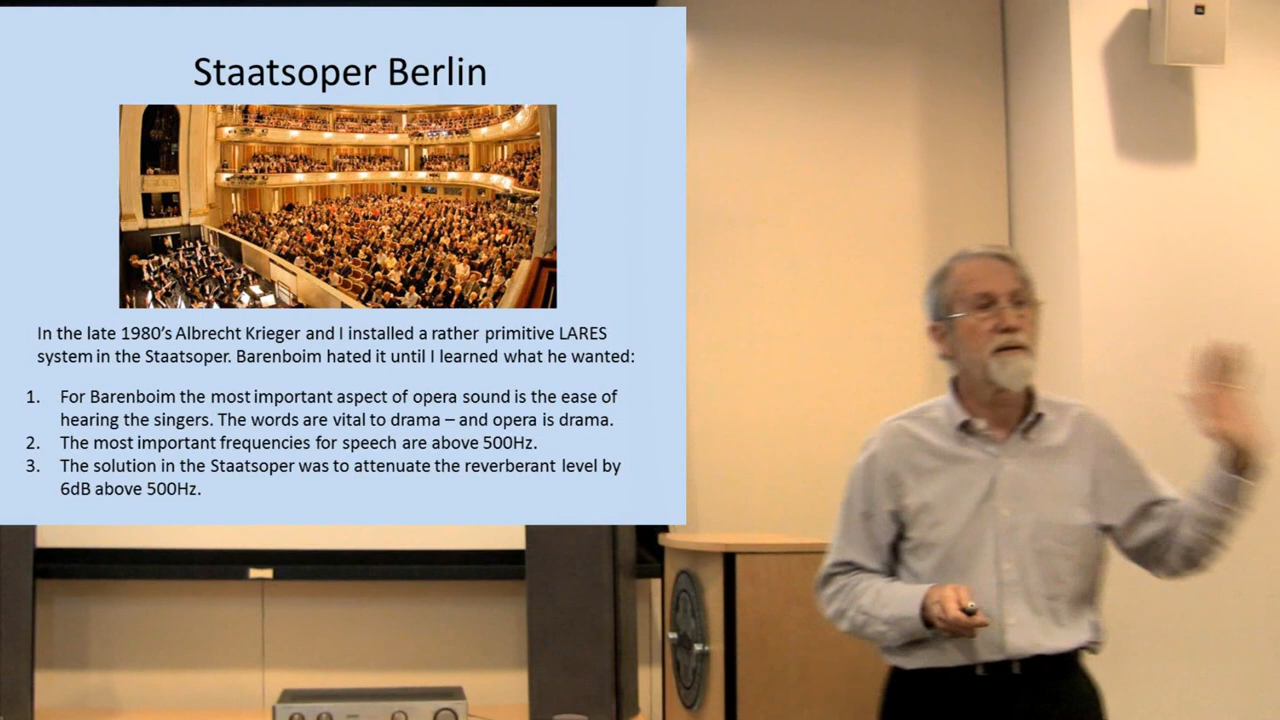 Staatsoper Berlin
In the late 1980's Albrecht Krieger and I installed a rather primitive LARES
system in the Staatsoper. Barenboim hated it until I learned what he wanted:
1. For Barenboim the most important aspect of opera sound is the ease of
hearing the singers. The words are vital to drama – and opera is drama.
2. The most important frequencies for speech are above 500Hz.
3. The solution in the Staatsoper was to attenuate the reverberant level by
6dB above 500Hz.